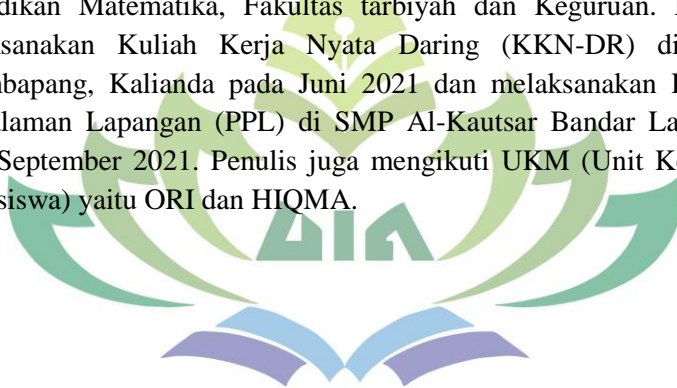 dikan Matematika, Fakultas tarbiyah dan Keguruan.
sanakan Kuliah Kerja Nyata Daring (KKN-DR) di
bapang, Kalianda pada Juni 2021 dan melaksanakan
laman Lapangan (PPL) di SMP Al-Kautsar Bandar La
September 2021. Penulis juga mengikuti UKM (Unit Ke
siswa) yaitu ORI dan HIQMA.